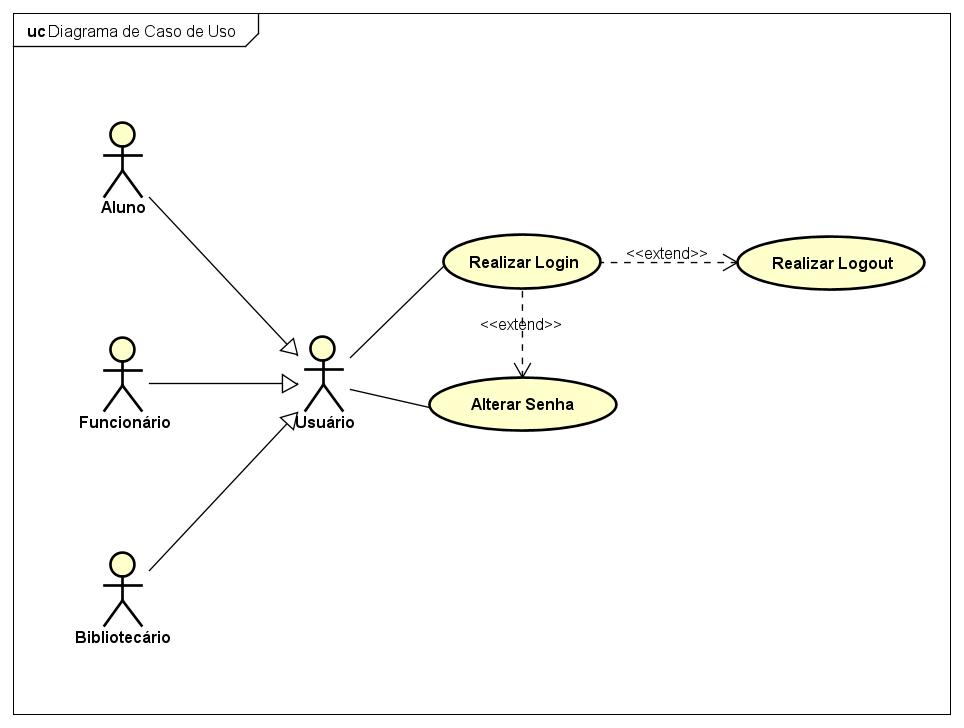 uc Diagrama de Caso de Uso
Aluno
Realizar Login
<<extend>>
Realizar Logout
<<extend>>
Alterar Senha
Funcionário
Usuário
Bibliotecário